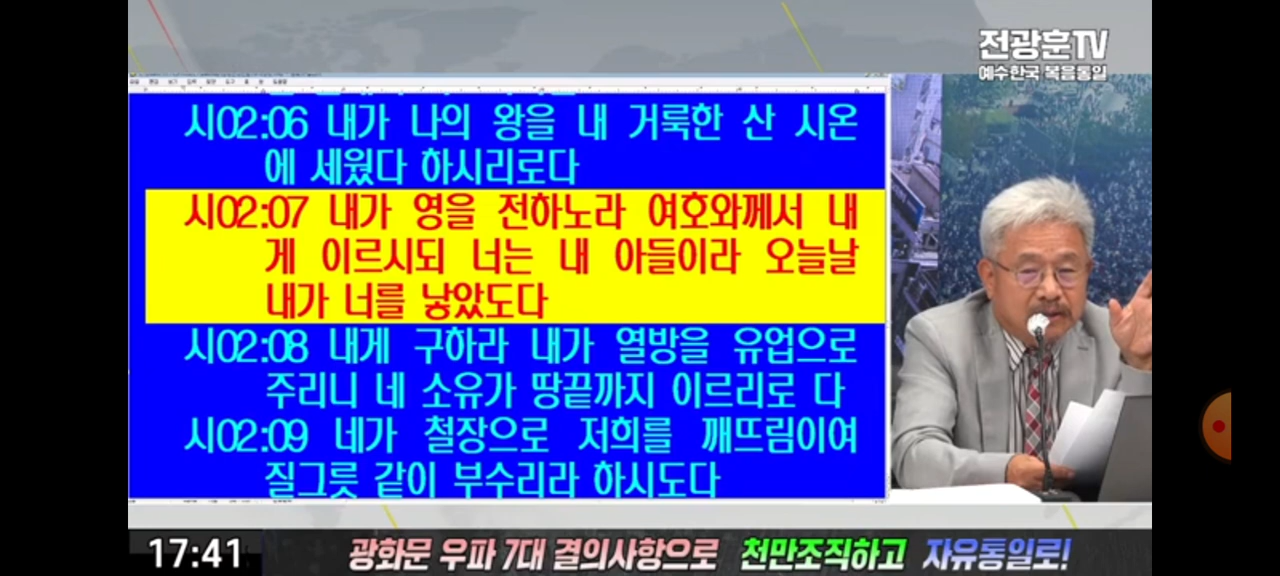 전광훈TV
예수한국 복음통일
시02:06 내가 나의 왕을 내 거룩한 산 시온
에 세웠다 하시리로다
시02:07 내가 영을 전하노라 여호와께서 내
게 이르시되 너는 내 아들이라 오늘날
내가 너를 낳았도다
시02:08 내게 구하라 내가 열방을 유업으로
주리니 네 소유가 땅끝까지 이르리로 다
시02:09 네가 철장으로 저희를 깨뜨림이여
질그릇 같이 부수리라 하시도다
17:41 광화문 우파 7대 결의사항으로 천만조직하고 자유통일로!